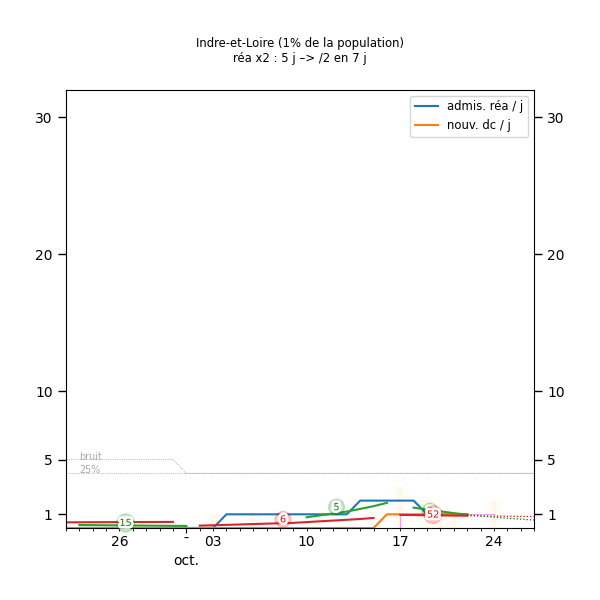 Indre-et-Loire (1% de la population)
réa x2 : 5 j –> /2 en 7 j
admis. réa / j
nouv. dc / j
30 30
20 20
10 10
5 5
bruit
25%
1 1
15
6
5
52
26 - 03 10 17 24
oct.